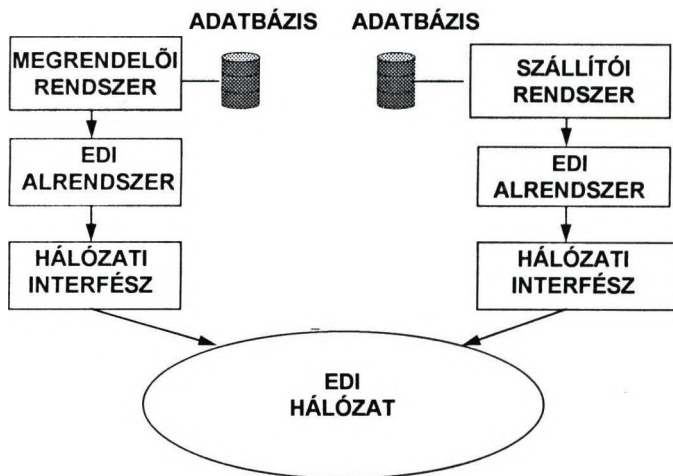 ADATBÁZIS
ADATBÁZIS
MEGRENDELÕI
RENDSZER
SZÁLLÍTÓI
RENDSZER
EDI
ALRENDSZER
EDI
ALRENDSZER
HÁLÓZATI
INTERFÉSZ
HÁLÓZATI
INTERFÉSZ
EDI
HÁLÓZAT